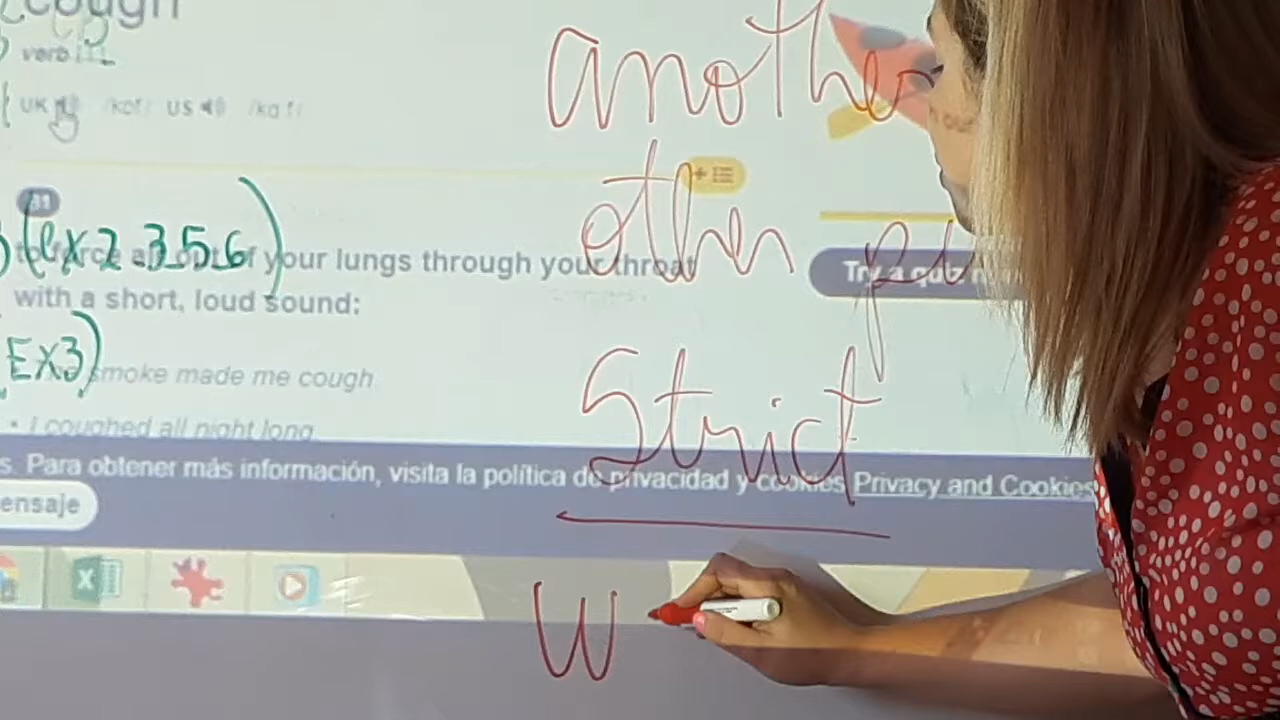 cough
verb
UK /kɒf/ US /kɑːf/
B1
(ex 2 3 5 6)
to force air out of your lungs through your throat
with a short, loud sound:
EX3)
smoke made me cough
• I coughed all night long
s. Para obtener más información, visita la política de privacidad y cookies Privacy and Cookies
ensaje
another
other
Try a quiz
Strict
W